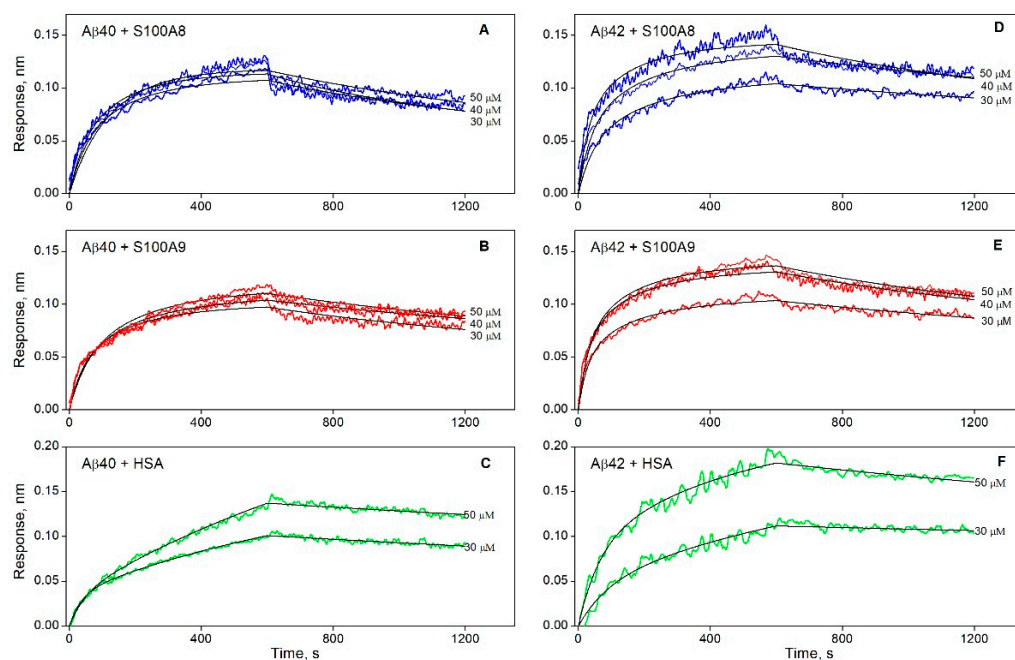 Aβ40 + S100A8
A
0.15
0.10
0.05
0.00
Response, nm
50 μM
40 μM
30 μM
0
400
800
1200
Aβ42 + S100A8
D
0.15
0.10
0.05
0.00
Response, nm
50 μM
40 μM
30 μM
0
400
800
1200
Aβ40 + S100A9
B
0.15
0.10
0.05
0.00
Response, nm
50 μM
40 μM
30 μM
0
400
800
1200
Aβ42 + S100A9
E
0.15
0.10
0.05
0.00
Response, nm
50 μM
40 μM
30 μM
0
400
800
1200
Aβ40 + HSA
C
0.20
0.15
0.10
0.05
0.00
Response, nm
50 μM
30 μM
0
400
800
1200
Time, s
Aβ42 + HSA
F
0.20
0.15
0.10
0.05
0.00
Response, nm
50 μM
30 μM
0
400
800
1200
Time, s